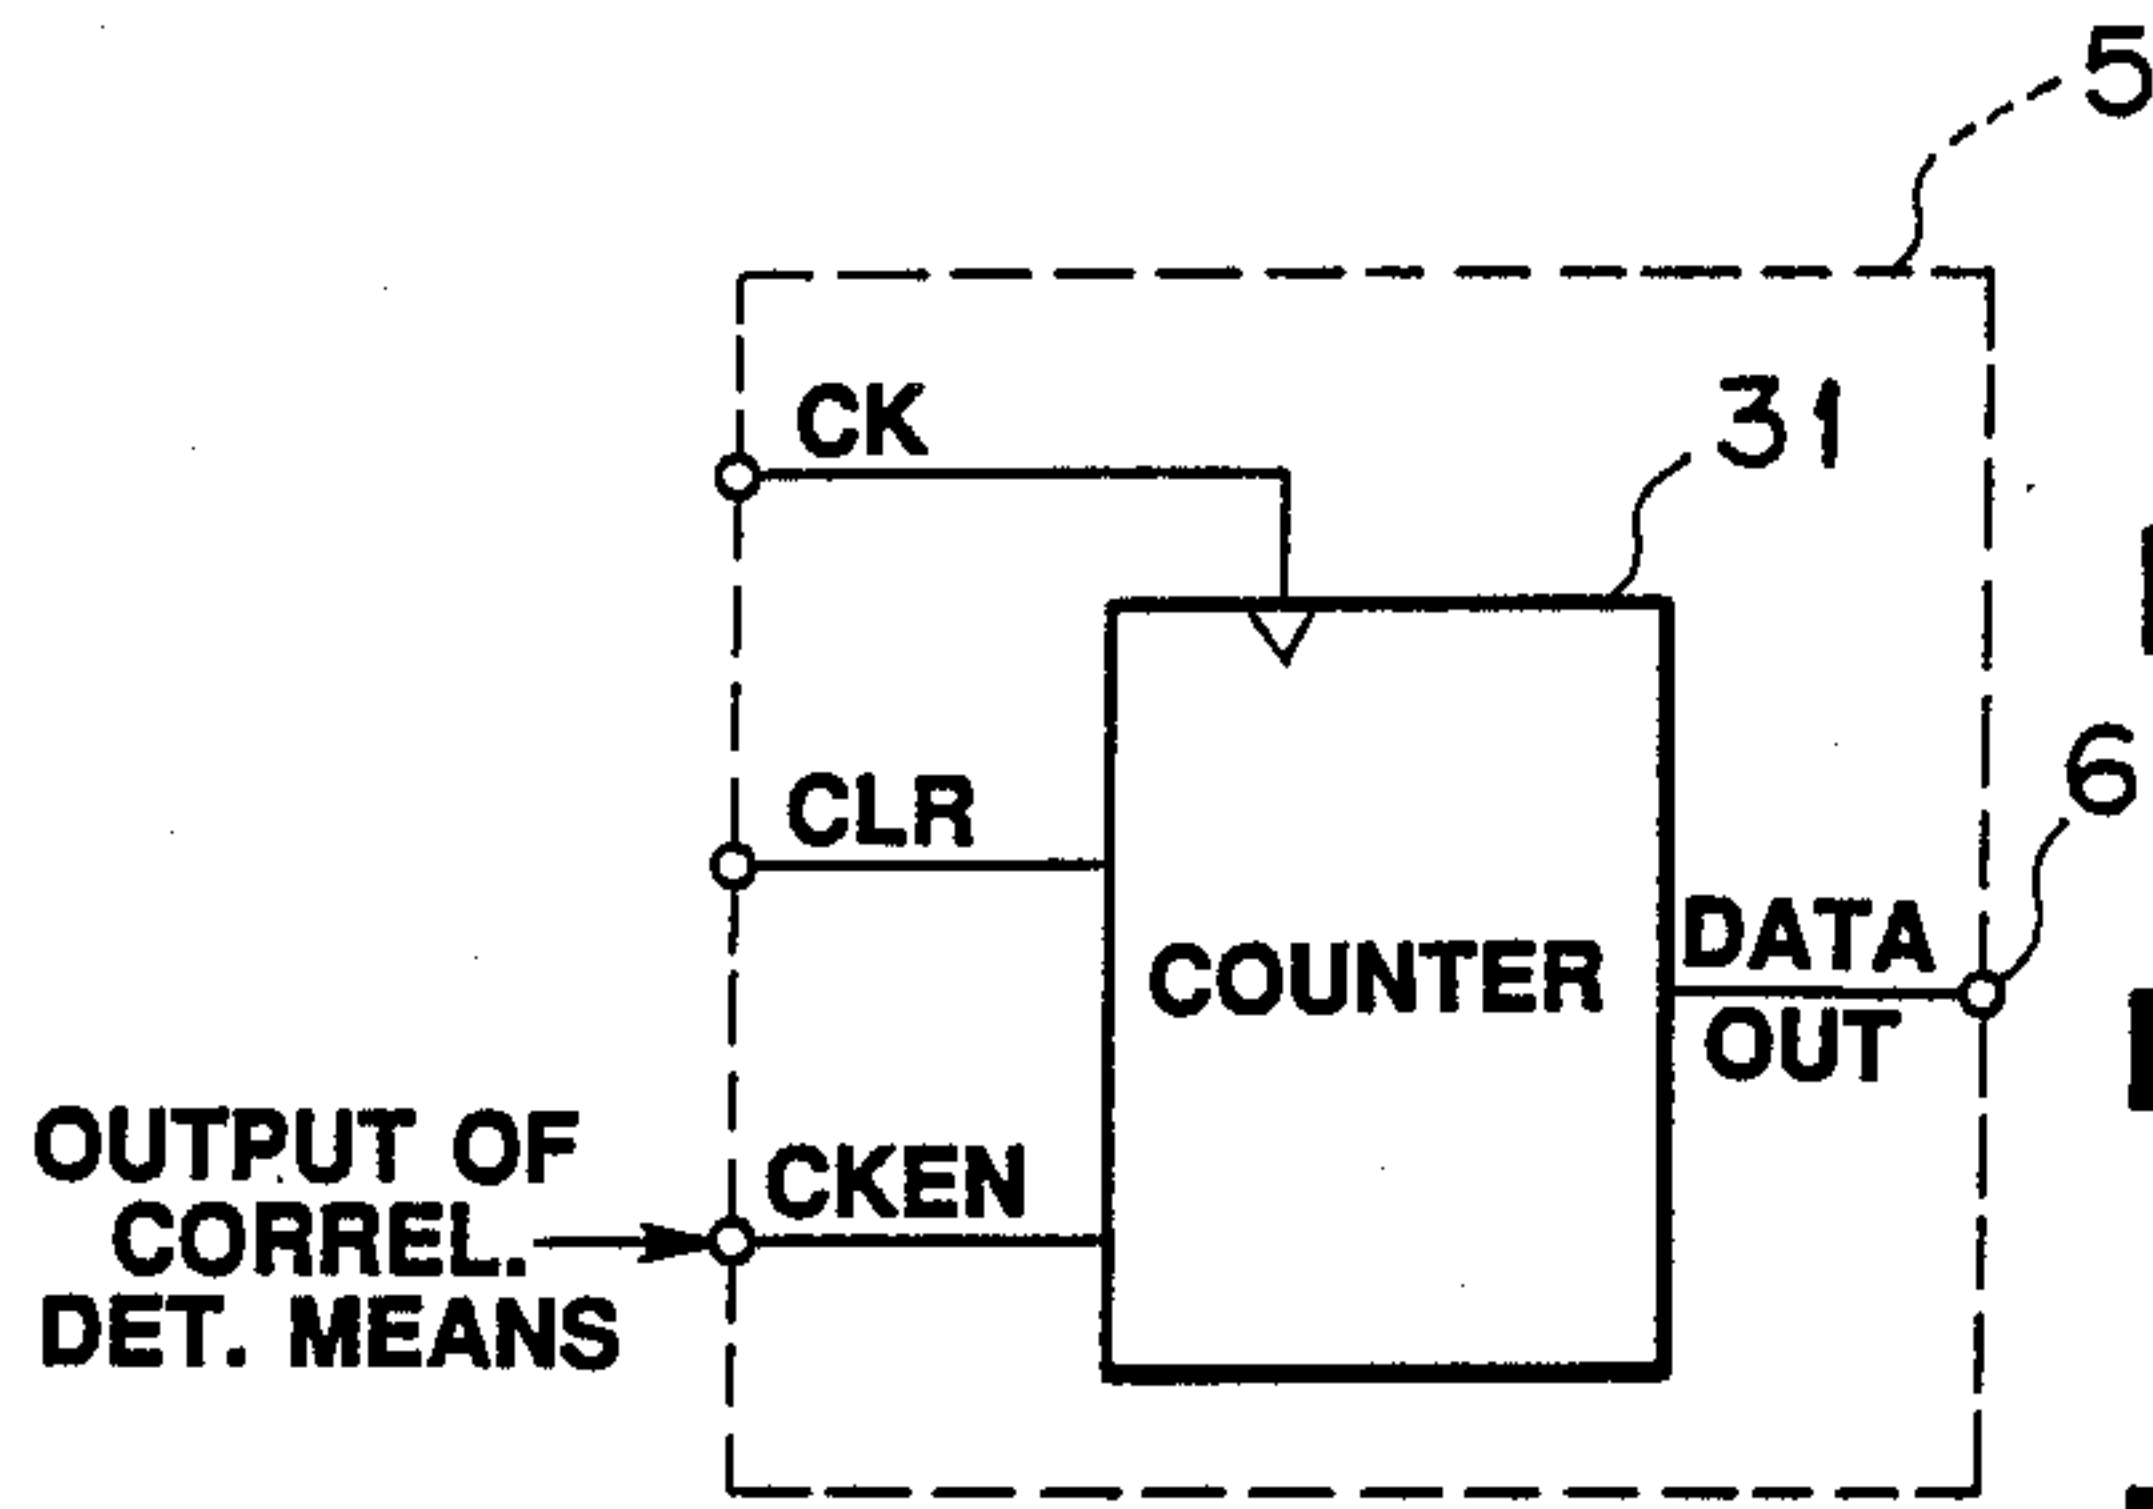 5
CK
31
CLR
6
DATA
COUNTER
OUT
OUTPUT OF
CKEN
CORREL.
DET. MEANS